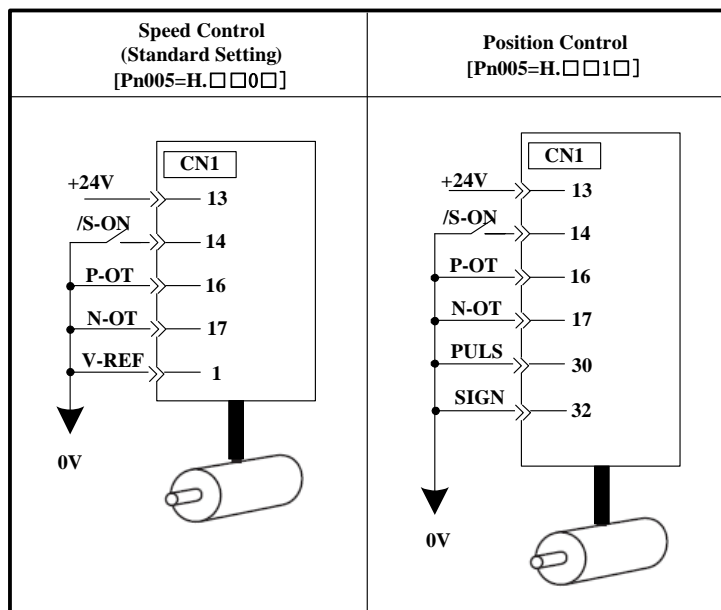 Speed Control
(Standard Setting)
[Pn005=H.□□0□]
CN1
+24V
13
/S-ON
14
P-OT
16
N-OT
17
V-REF
1
0V
Position Control
[Pn005=H.□□1□]
CN1
+24V
13
/S-ON
14
P-OT
16
N-OT
17
PULS
30
SIGN
32
0V